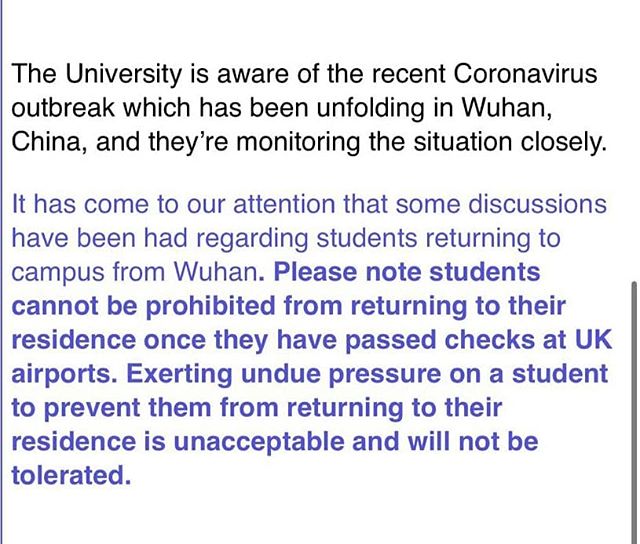 The University is aware of the recent Coronavirus
outbreak which has been unfolding in Wuhan,
China, and they’re monitoring the situation closely.
It has come to our attention that some discussions
have been had regarding students returning to
campus from Wuhan. Please note students
cannot be prohibited from returning to their
residence once they have passed checks at UK
airports. Exerting undue pressure on a student
to prevent them from returning to their
residence is unacceptable and will not be
tolerated.